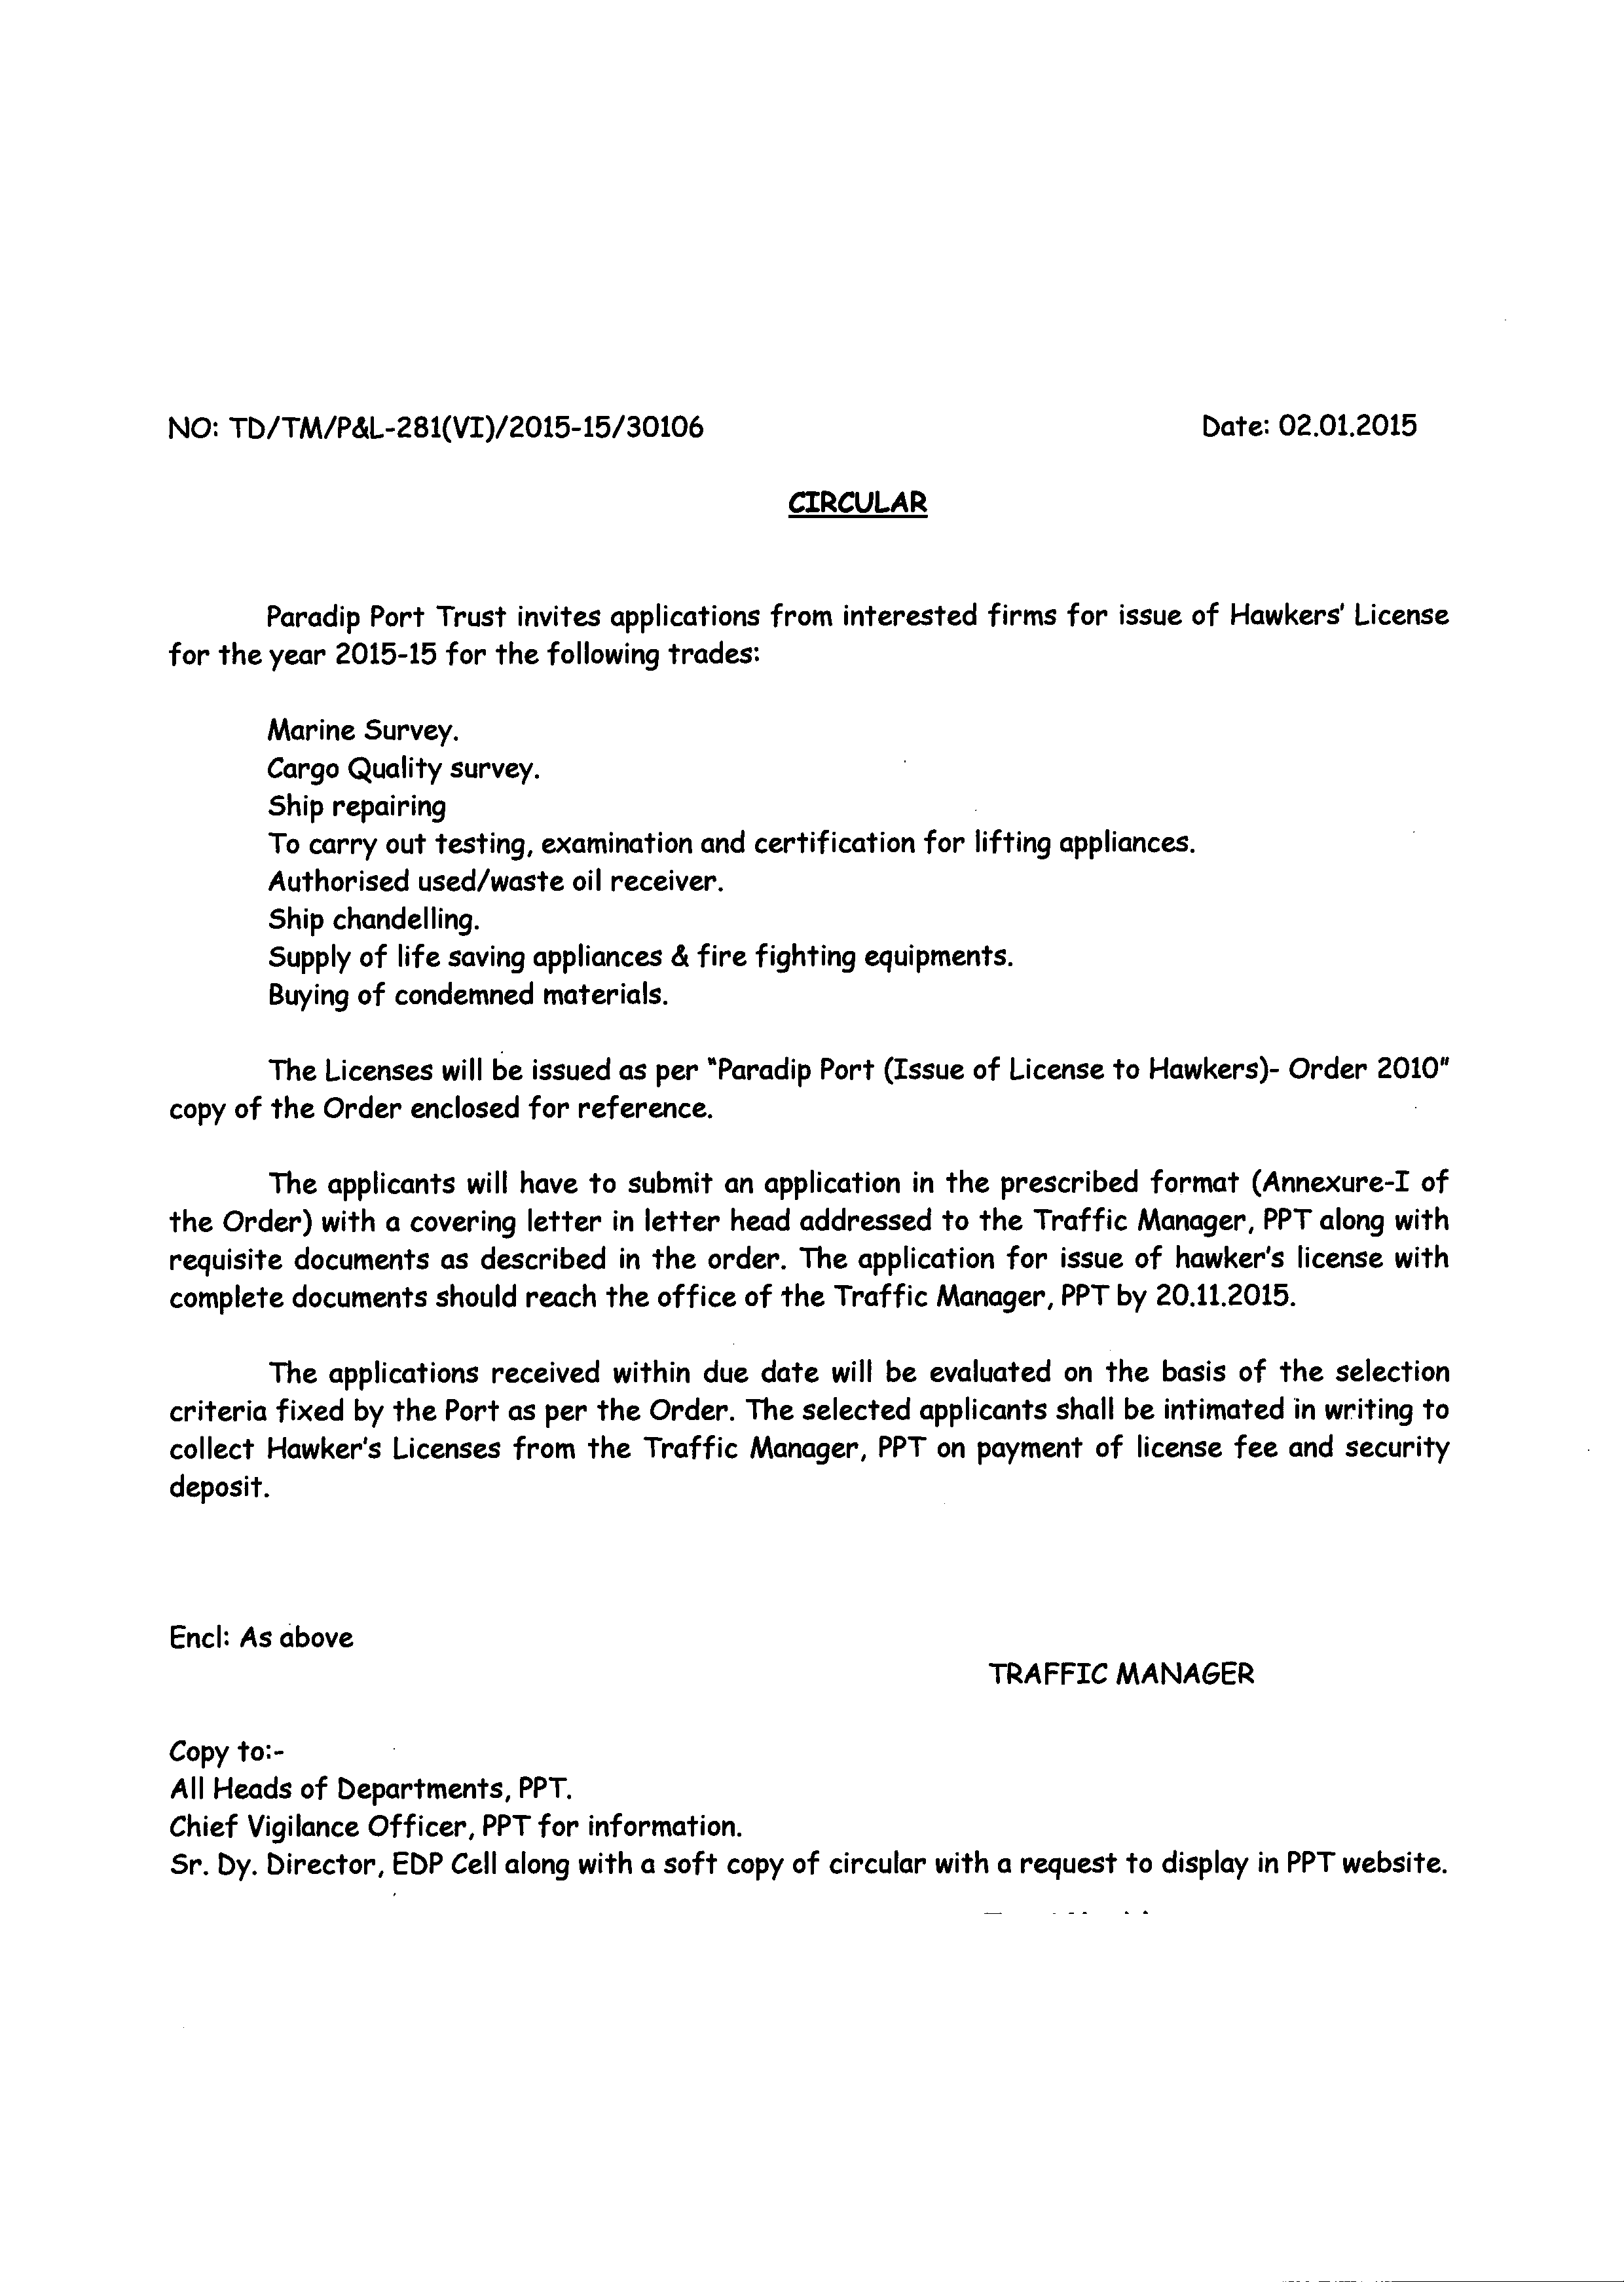 NO: TD/TM/P&L-281(VI)/2015-15/30106 Date: 02.01.2015
CIRCULAR
Paradip Port Trust invites applications from interested firms for issue of Hawkers' License
for the year 2015-15 for the following trades:
Marine Survey.
Cargo Quality survey.
Ship repairing
To carry out testing, examination and certification for lifting appliances.
Authorised used/waste oil receiver.
Ship chandelling.
Supply of life saving appliances & fire fighting equipments.
Buying of condemned materials.
The Licenses will be issued as per "Paradip Port (Issue of License to Hawkers)- Order 2010"
copy of the Order enclosed for reference.
The applicants will have to submit an application in the prescribed format (Annexure-I of
the Order) with a covering letter in letter head addressed to the Traffic Manager, PPT along with
requisite documents as described in the order. The application for issue of hawker's license with
complete documents should reach the office of the Traffic Manager, PPT by 20.11.2015.
The applications received within due date will be evaluated on the basis of the selection
criteria fixed by the Port as per the Order. The selected applicants shall be intimated in writing to
collect Hawker's Licenses from the Traffic Manager, PPT on payment of license fee and security
deposit.
Encl: As above
TRAFFIC MANAGER
Copy to:-
All Heads of Departments, PPT.
Chief Vigilance Officer, PPT for information.
Sr. Dy. Director, EDP Cell along with a soft copy of circular with a request to display in PPT website.